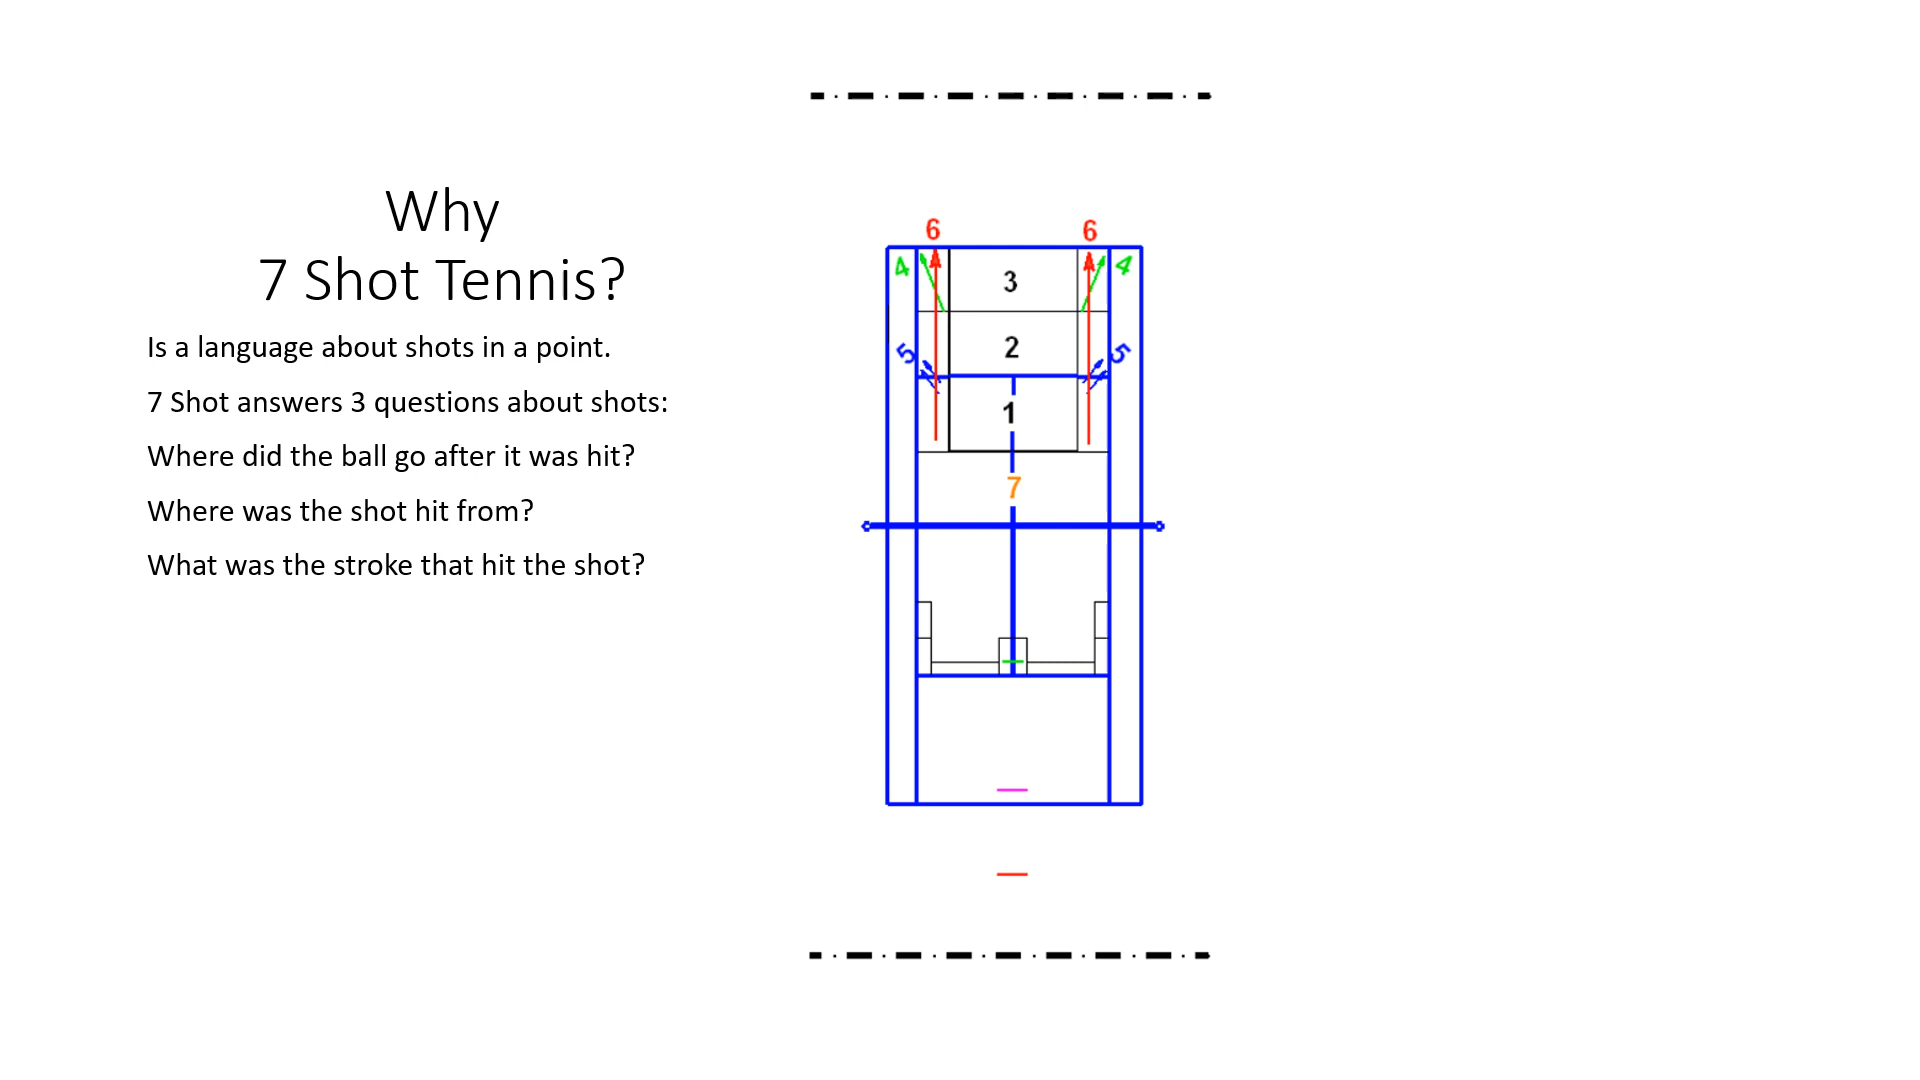 Why
7 Shot Tennis?
Is a language about shots in a point.
7 Shot answers 3 questions about shots:
Where did the ball go after it was hit?
Where was the shot hit from?
What was the stroke that hit the shot?
6 6
4 3 4
5 2 5
1
7